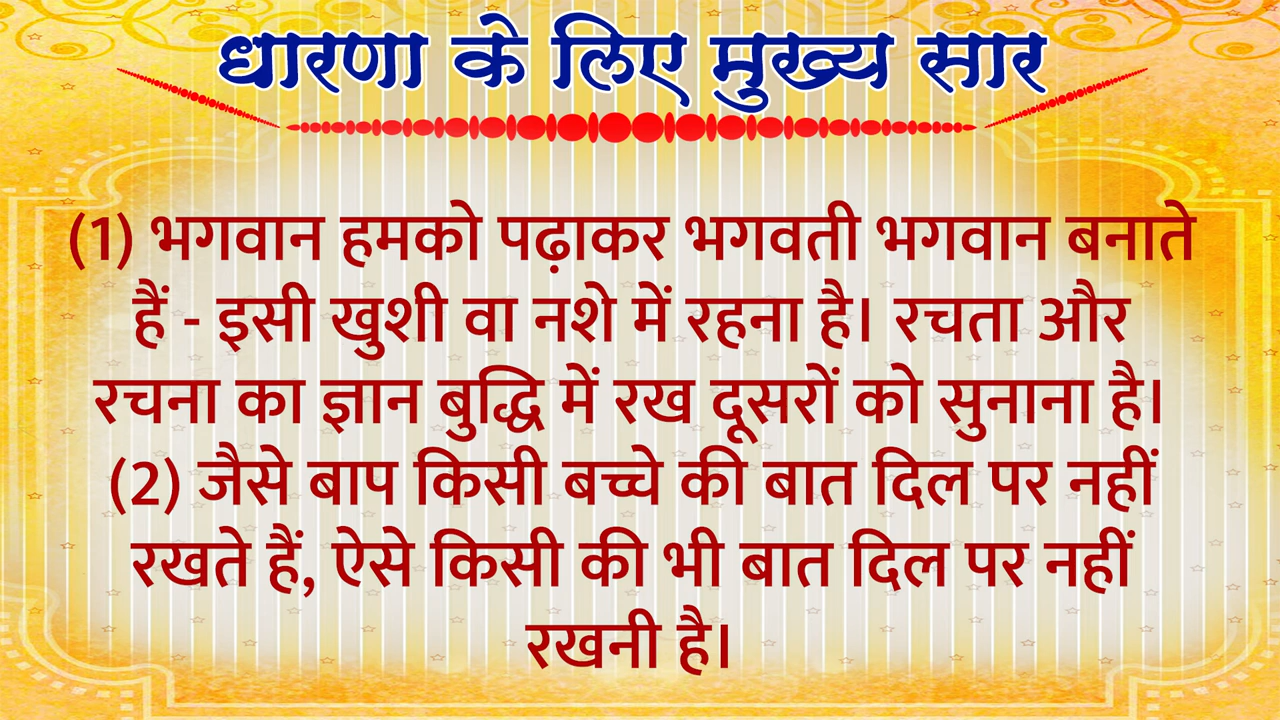 धारणा के लिए मुख्य सार
(1) भगवान हमको पढ़ाकर भगवती भगवान बनाते
हैं - इसी खुशी वा नशे में रहना है। रचता और
रचना का ज्ञान बुद्धि में रख दूसरों को सुनाना है।
(2) जैसे बाप किसी बच्चे की बात दिल पर नहीं
रखते हैं, ऐसे किसी की भी बात दिल पर नहीं
रखनी है।